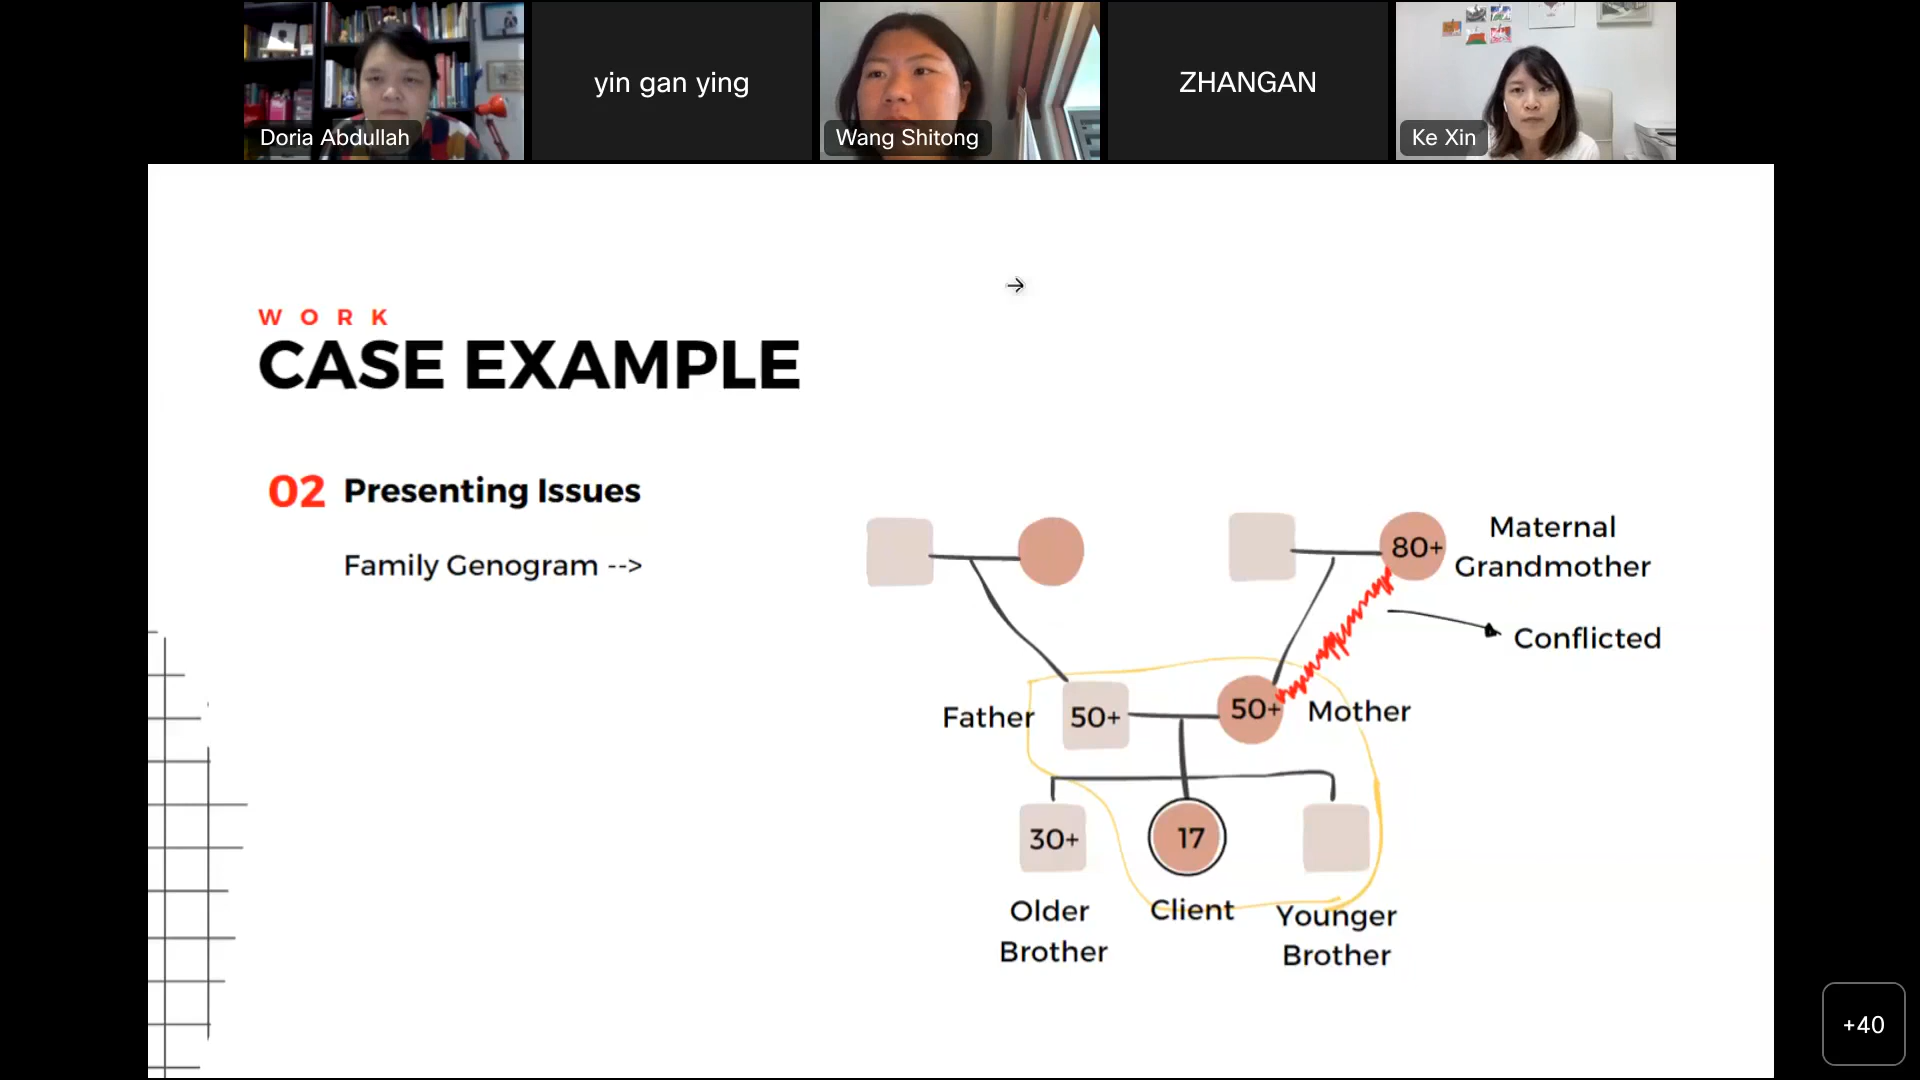 Doria Abdullah
yin gan ying
Wang Shitong
ZHANGAN
Ke Xin
WORK
CASE EXAMPLE
02 Presenting Issues
Family Genogram -->
80+
Maternal
Grandmother
Conflicted
Father
50+
50+
Mother
30+
17
Older
Brother
Client
Younger
Brother
+40